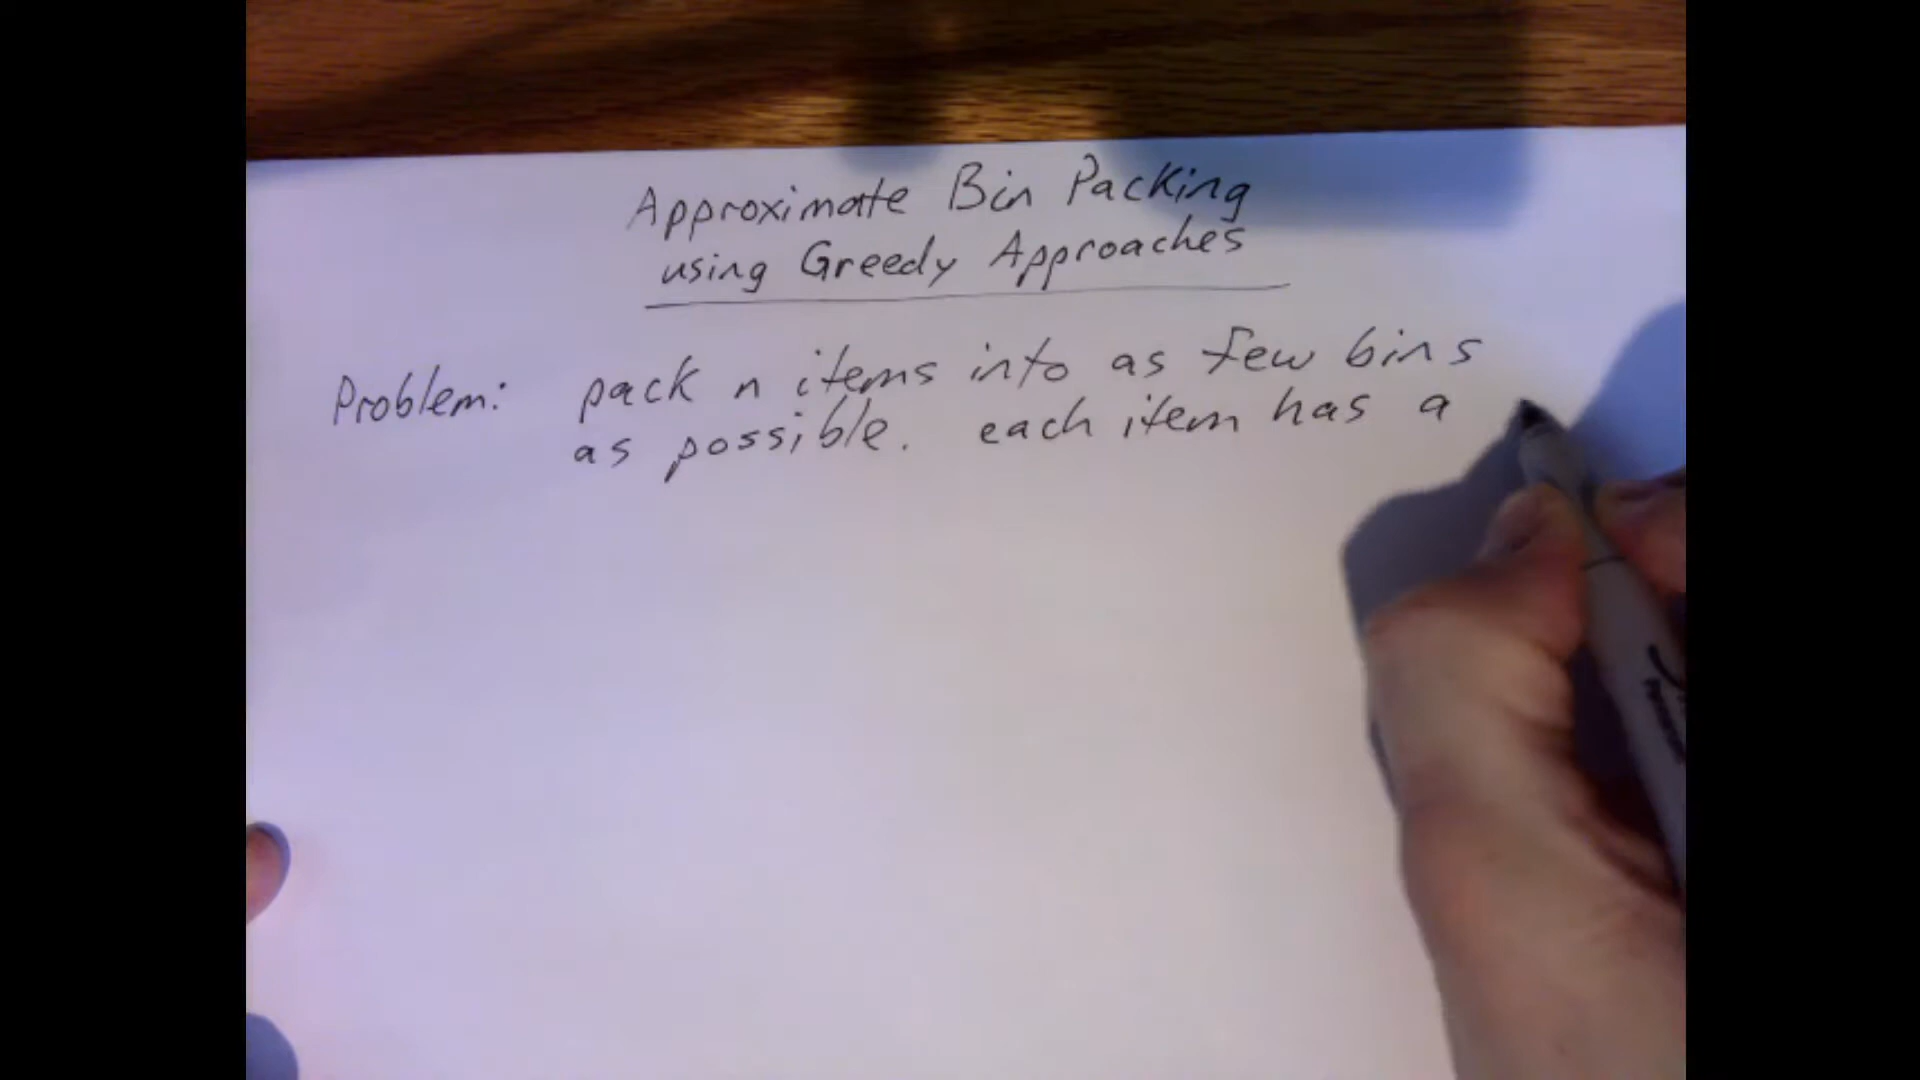 Approximate Bin Packing
using Greedy Approaches
Problem: pack n items into as few bins
as possible. each item has a